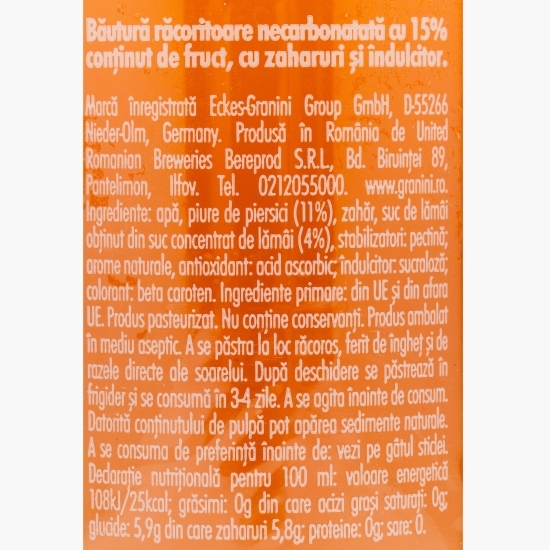 Băutură răcoritoare necarbonatată cu 15%
conținut de fruct, cu zaharuri și îndulcitor.
Marcă înregistrată Eckes-Granini Group GmbH, D-55266
Nieder-Olm, Germany. Produsă în România de United
Romanian Breweries Bereprod S.R.L., Bd. Biruinței 89,
Pantelimon, Ilfov. Tel. 0212055000. www.granini.ro.
Ingrediente: apă, piure de piersici (11%), zahăr, suc de lămâi
obținut din suc concentrat de lămâi (4%), stabilizatori: pectină;
arome naturale, antioxidant: acid ascorbic; îndulcitor: sucraloză;
colorant: beta caroten. Ingrediente primare: din UE și din afara
UE. Produs pasteurizat. Nu conține conservanți. Produs ambalat
în mediu aseptic. A se păstra la loc răcoros, ferit de îngheț și de
razele directe ale soarelui. După deschidere se păstrează în
frigider și se consumă în 3-4 zile. A se agita înainte de consum.
Datorită conținutului de pulpă pot apărea sedimente naturale.
A se consuma de preferință înainte de: vezi pe gâtul sticlei.
Declarație nutrițională pentru 100 ml: valoare energetică
108kJ/25kcal; grăsimi: 0g din care acizi grași saturați: 0g;
glucide: 5,9g din care zaharuri 5,8g; proteine: 0g; sare: 0.